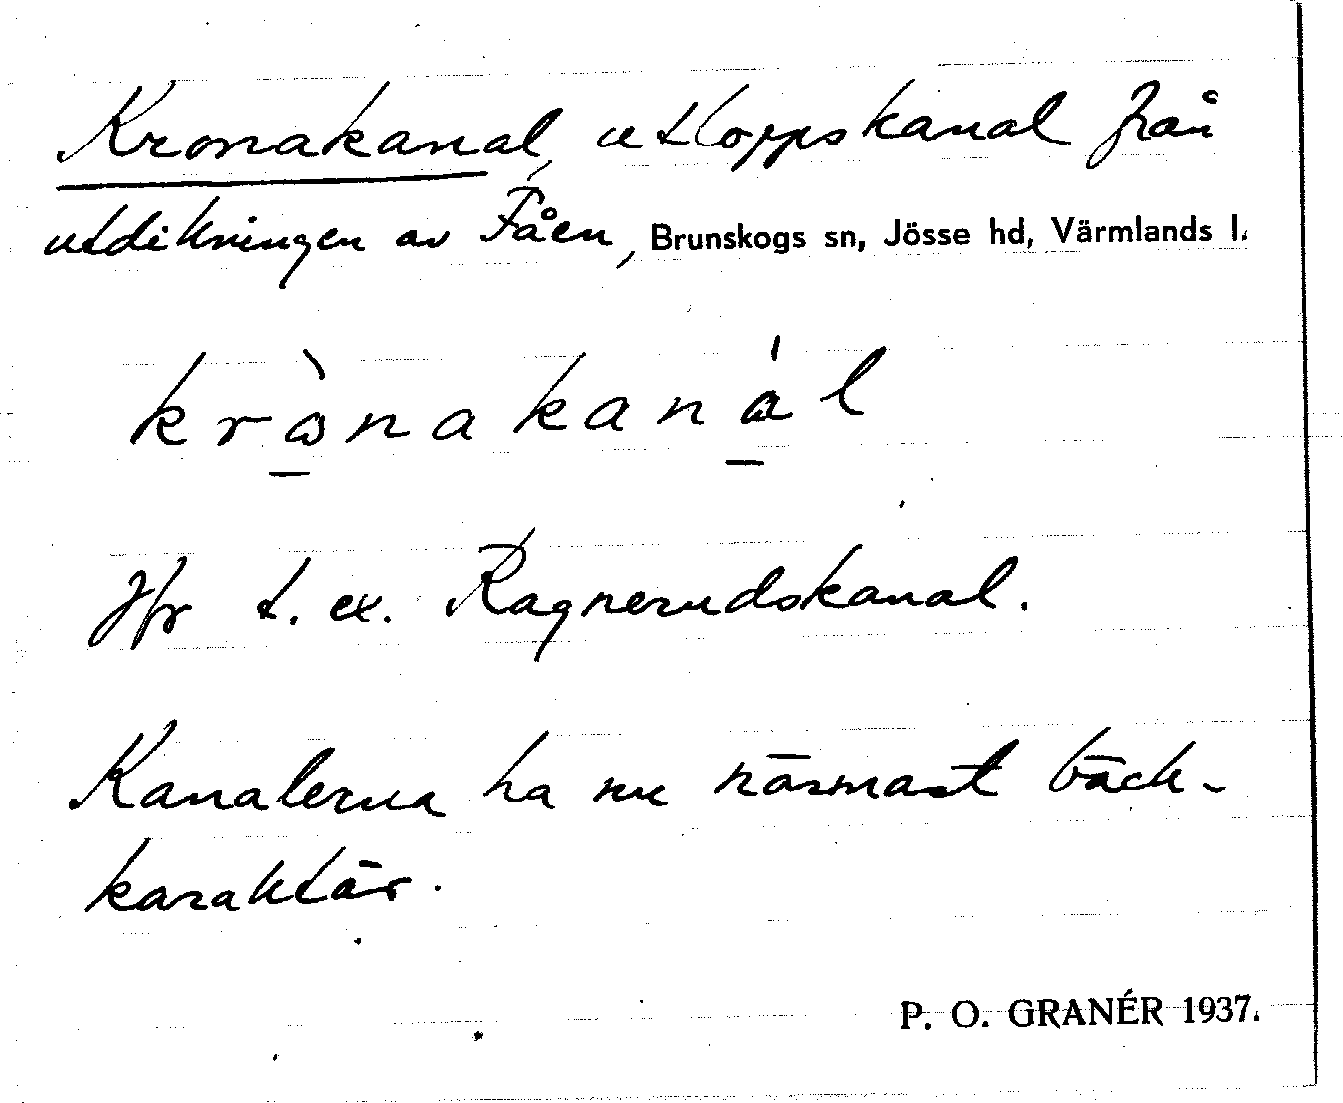 Kronakanal, utloppskanal från
utdikningen av Fåen, Brunskogs sn, Jösse hd, Värmlands l.
krὼnakanál
Jfr t. ex. Ragnerudskanal.
Kanalerna ha nu närmast bäck-
karaktär.
P. O. GRANÉR 1937.